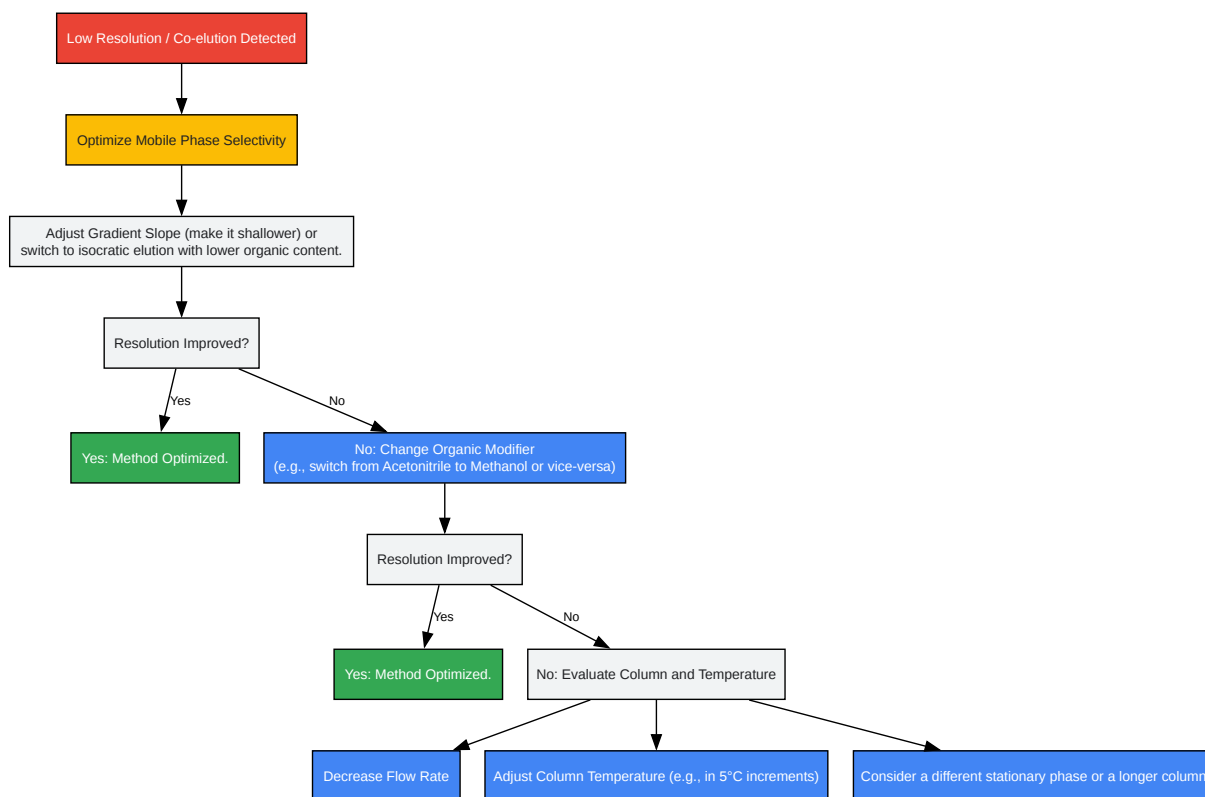 Low Resolution / Co-elution Detected
Optimize Mobile Phase Selectivity
Adjust Gradient Slope (make it shallower) or
switch to isocratic elution with lower organic content.
Resolution Improved?
Yes
No
Yes: Method Optimized.
No: Change Organic Modifier
(e.g., switch from Acetonitrile to Methanol or vice-versa)
Resolution Improved?
Yes
No
Yes: Method Optimized.
No: Evaluate Column and Temperature
Decrease Flow Rate
Adjust Column Temperature (e.g., in 5°C increments)
Consider a different stationary phase or a longer column